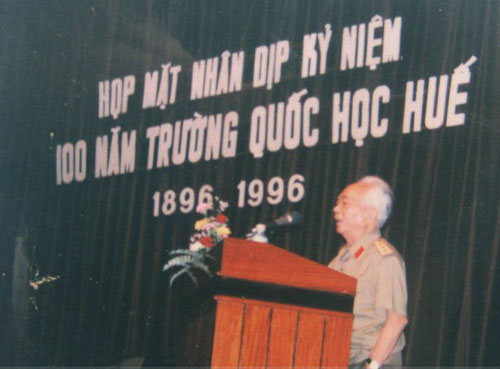 HỌP MẶT NHÂN DỊP KỶ NIỆM
100 NĂM TRƯỜNG QUỐC HỌC HUẾ
1896-1996